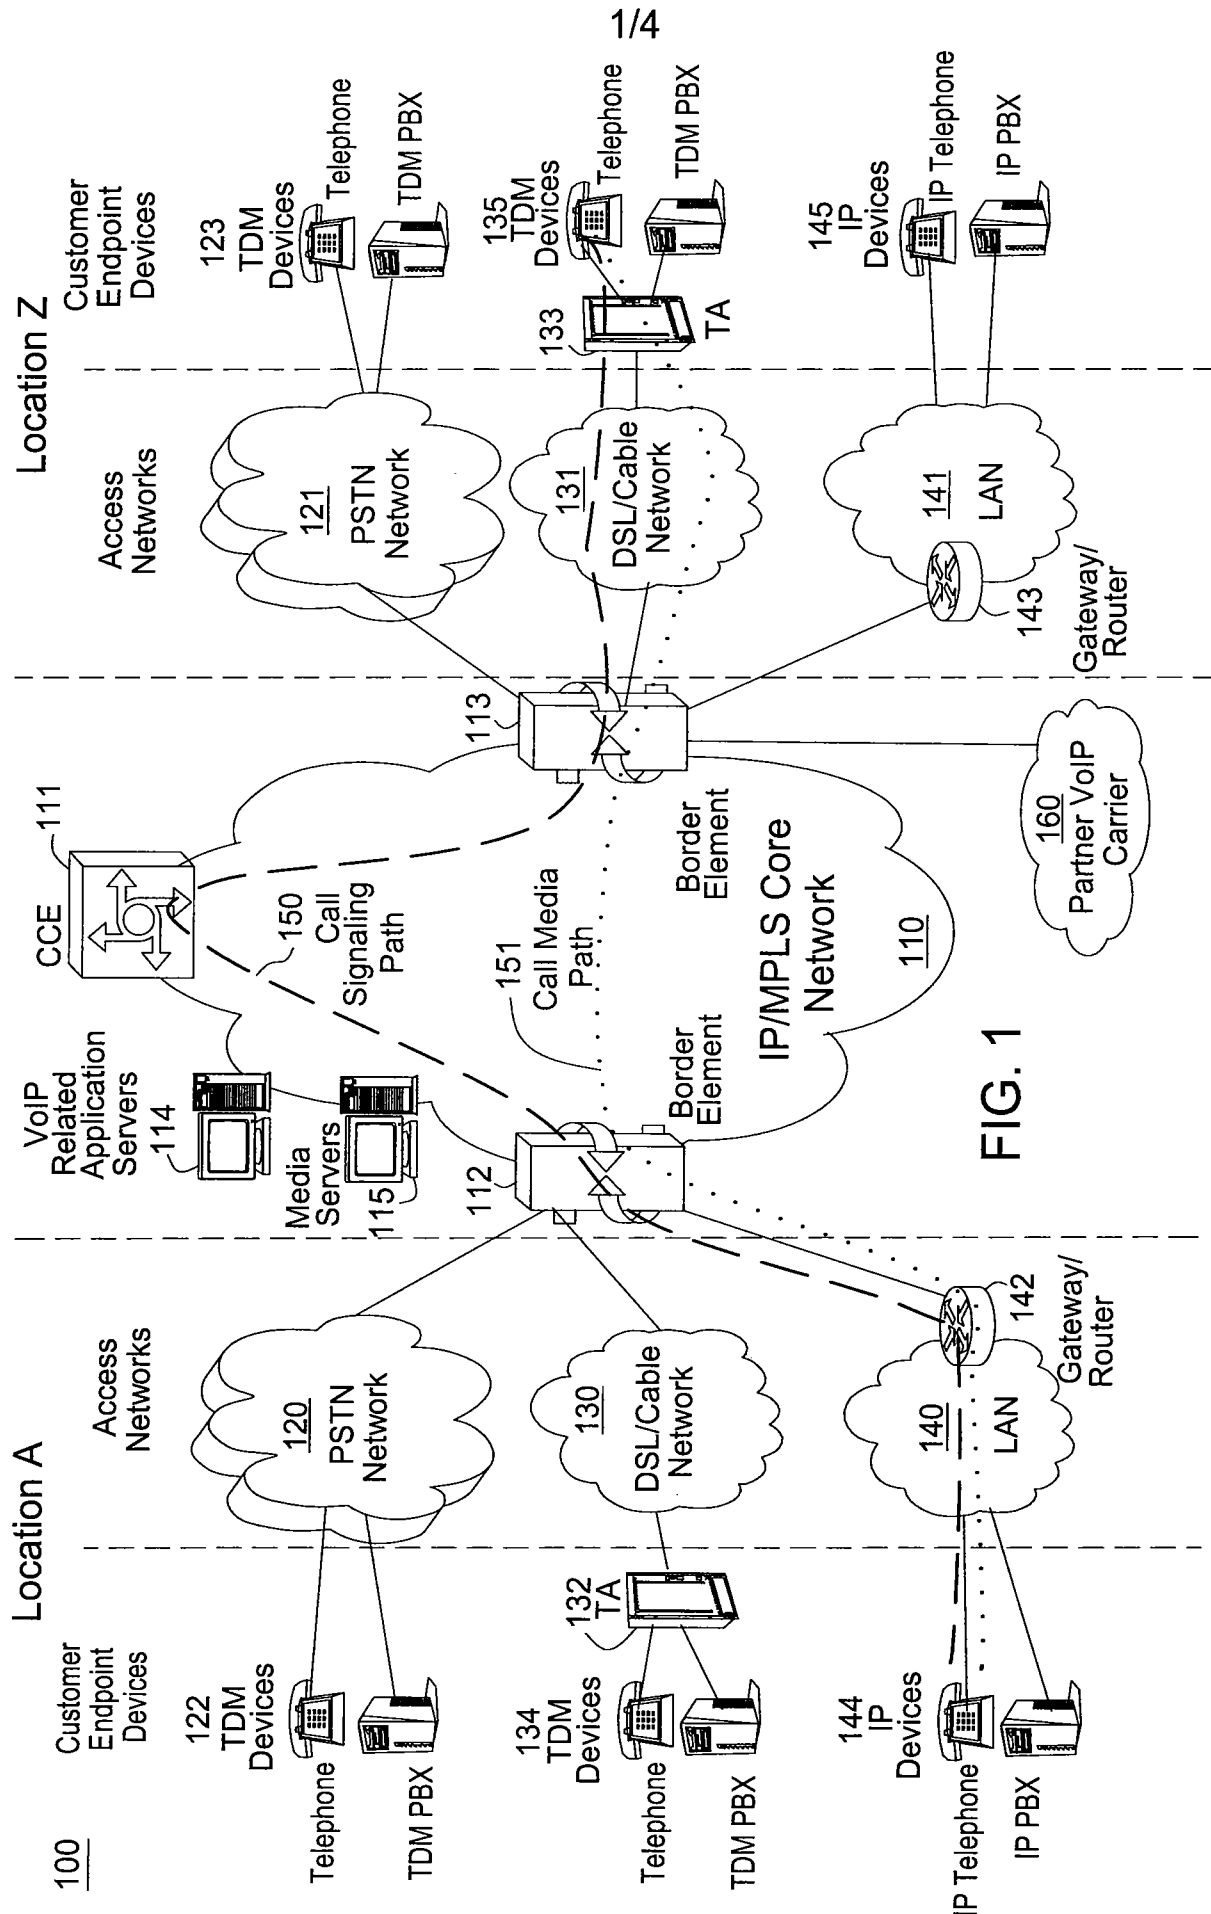 1/4
Location A
Location Z
Customer
Endpoint
Devices
Access
Networks
VoIP
Related
Application
Servers
114
CCE
111
Access
Networks
Customer
Endpoint
Devices
100
122
TDM
Devices
Telephone
TDM PBX
120
PSTN
Network
Media
Servers
115
112
150
Call
Signaling
Path
113
121
PSTN
Network
123
TDM
Devices
Telephone
TDM PBX
134
TDM
Devices
Telephone
TDM PBX
132
TA
130
DSL/Cable
Network
151
Call Media
Path
Border
Element
Border
Element
IP/MPLS Core
Network
110
131
DSL/Cable
Network
133
TA
135
TDM
Devices
Telephone
TDM PBX
144
IP
Devices
IP Telephone
IP PBX
140
LAN
142
Gateway/
Router
160
Partner VoIP
Carrier
141
LAN
143
Gateway/
Router
145
IP
Devices
IP Telephone
IP PBX
FIG. 1